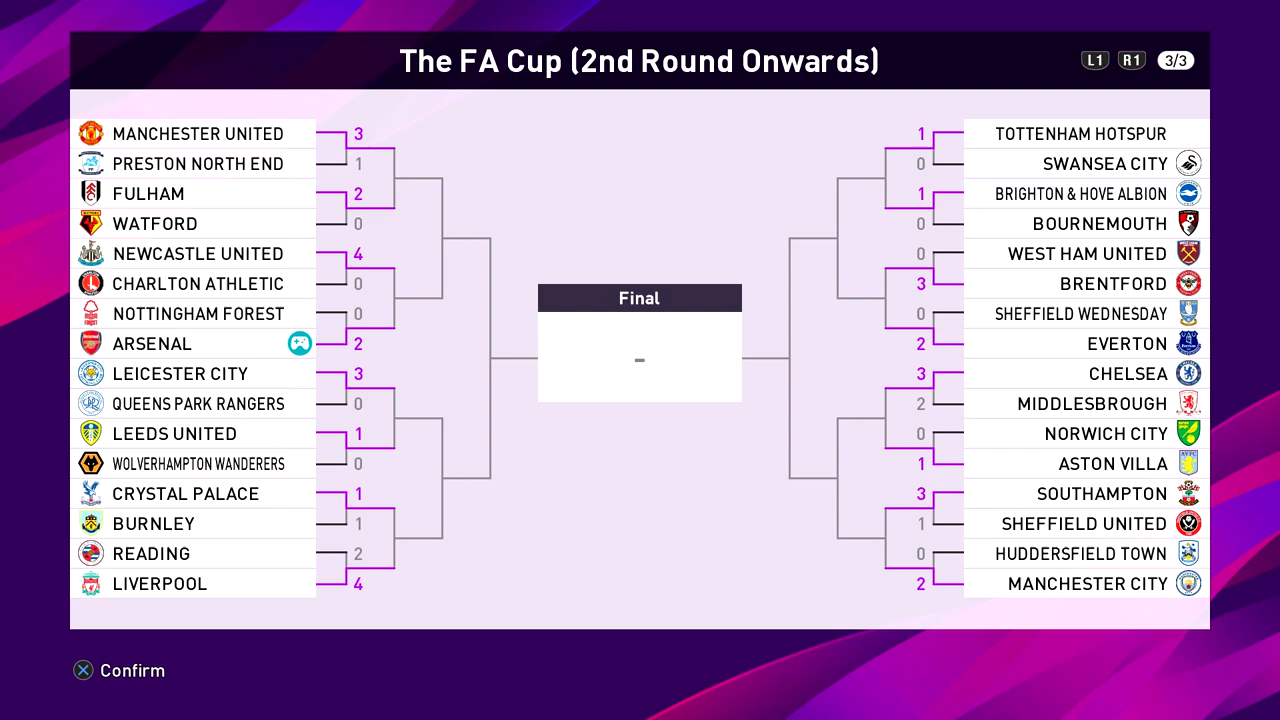 The FA Cup (2nd Round Onwards)
L1 R1 3/3
MANCHESTER UNITED 3
PRESTON NORTH END 1
FULHAM 2
WATFORD 0
NEWCASTLE UNITED 4
CHARLTON ATHLETIC 0
NOTTINGHAM FOREST 0
ARSENAL 2
LEICESTER CITY 3
QUEENS PARK RANGERS 0
LEEDS UNITED 1
WOLVERHAMPTON WANDERERS 0
CRYSTAL PALACE 1
BURNLEY 1
READING 2
LIVERPOOL 4
Final
-
1 TOTTENHAM HOTSPUR
0 SWANSEA CITY
1 BRIGHTON & HOVE ALBION
0 BOURNEMOUTH
0 WEST HAM UNITED
3 BRENTFORD
0 SHEFFIELD WEDNESDAY
2 EVERTON
3 CHELSEA
2 MIDDLESBROUGH
0 NORWICH CITY
1 ASTON VILLA
3 SOUTHAMPTON
1 SHEFFIELD UNITED
0 HUDDERSFIELD TOWN
2 MANCHESTER CITY
Confirm